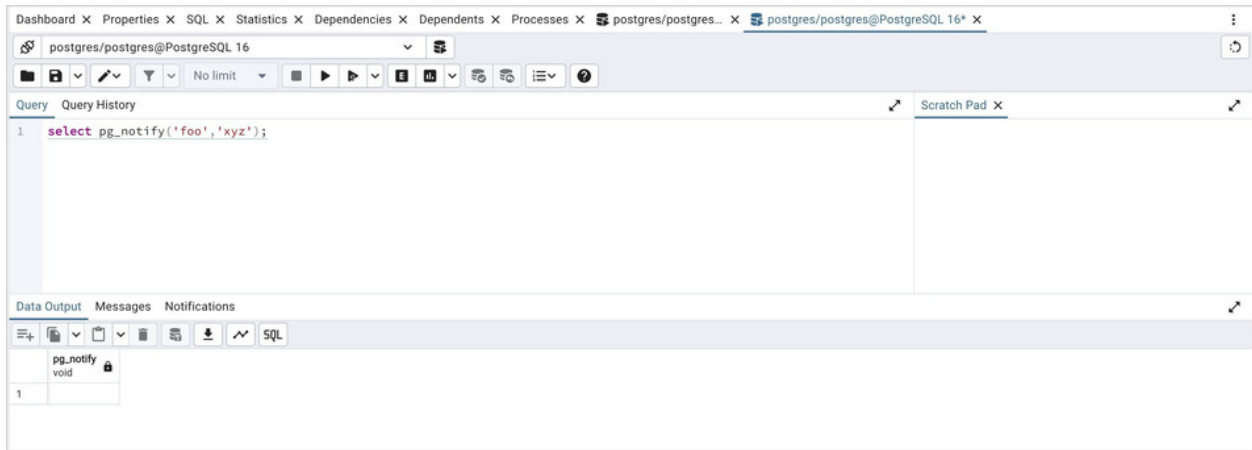 Dashboard X Properties X SQL X Statistics X Dependencies X Dependents X Processes X postgres/postgres... X postgres/postgres@PostgreSQL 16* X
postgres/postgres@PostgreSQL 16
No limit E
Query Query History Scratch Pad X
1 select pg_notify('foo','xyz');
Data Output Messages Notifications
SQL
pg_notify
void
1